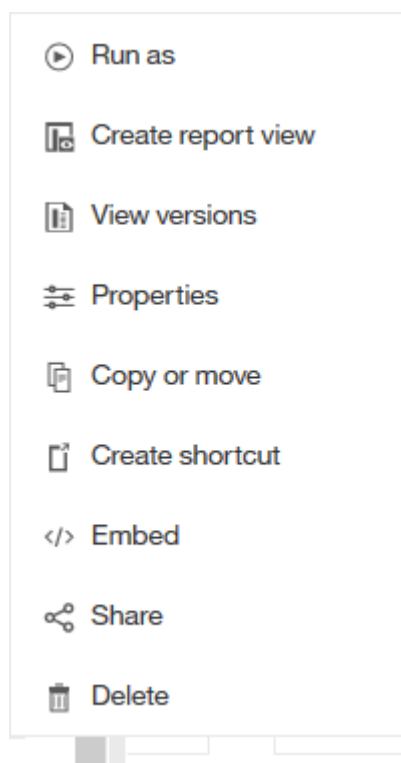 Run as
Create report view
View versions
Properties
Copy or move
Create shortcut
Embed
Share
Delete